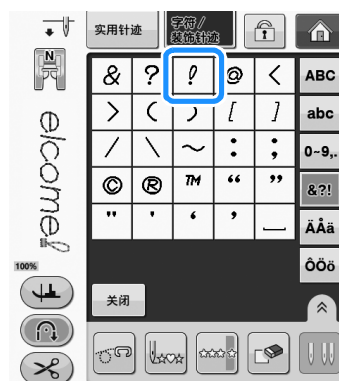 实用针迹
字符/
装饰针迹
N
& ? ! @ <
> ( ) [ ]
/ \ ~ : ;
© ® TM “ ”
" ' ‘ ’ _
ABC
abc
0~9,.
&?!
ÄÅä
ÔÖö
elcome!
100%
关闭